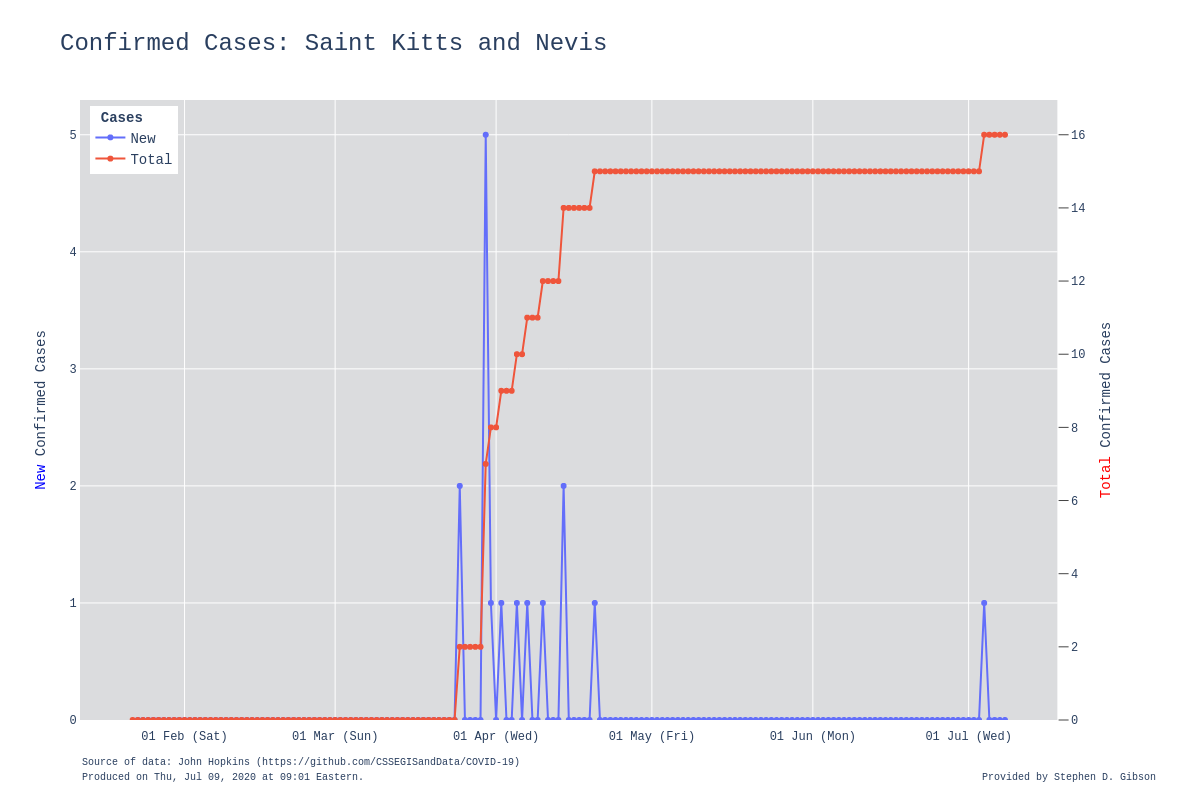 Confirmed Cases: Saint Kitts and Nevis
Cases
New
Total
5
4
3
2
1
0
New Confirmed Cases
16
14
12
10
8
6
4
2
0
Total Confirmed Cases
01 Feb (Sat)
01 Mar (Sun)
01 Apr (Wed)
01 May (Fri)
01 Jun (Mon)
01 Jul (Wed)
Source of data: John Hopkins (https://github.com/CSSEGISandData/COVID-19)
Produced on Thu, Jul 09, 2020 at 09:01 Eastern.
Provided by Stephen D. Gibson